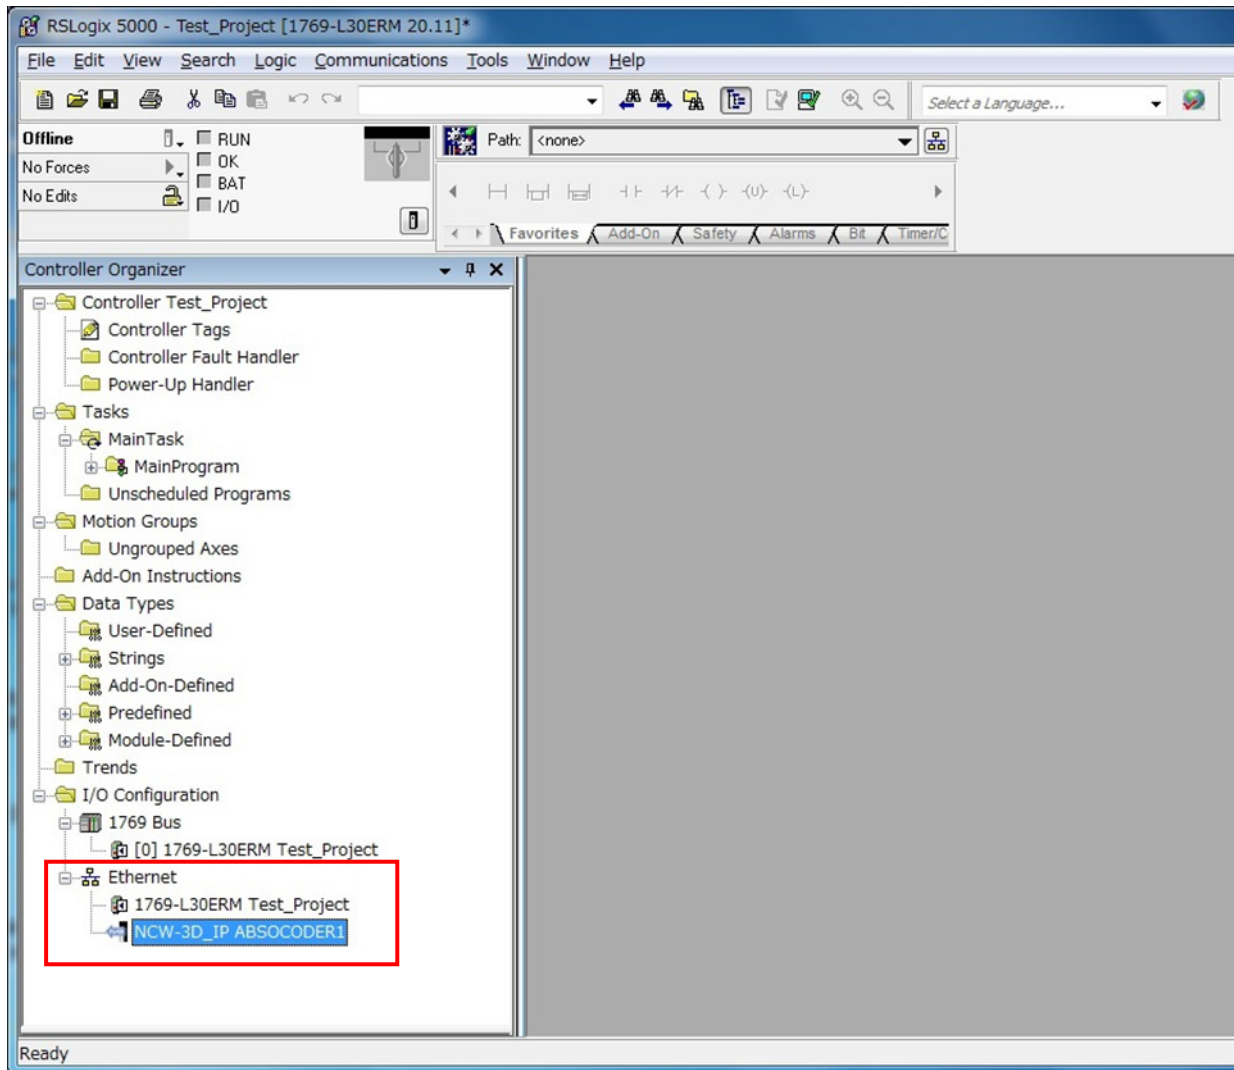 RSLogix 5000 - Test_Project [1769-L30ERM 20.11]*
File Edit View Search Logic Communications Tools Window Help
Select a Language...
Offline RUN
No Forces OK
No Edits BAT
I/O
Path: <none>
Favorites Add-On Safety Alarms Bit Timer/C
Controller Organizer
Controller Test_Project
Controller Tags
Controller Fault Handler
Power-Up Handler
Tasks
MainTask
MainProgram
Unscheduled Programs
Motion Groups
Ungrouped Axes
Add-On Instructions
Data Types
User-Defined
Strings
Add-On-Defined
Predefined
Module-Defined
Trends
I/O Configuration
1769 Bus
[0] 1769-L30ERM Test_Project
Ethernet
1769-L30ERM Test_Project
NCW-3D_IP ABSOCODER1
Ready